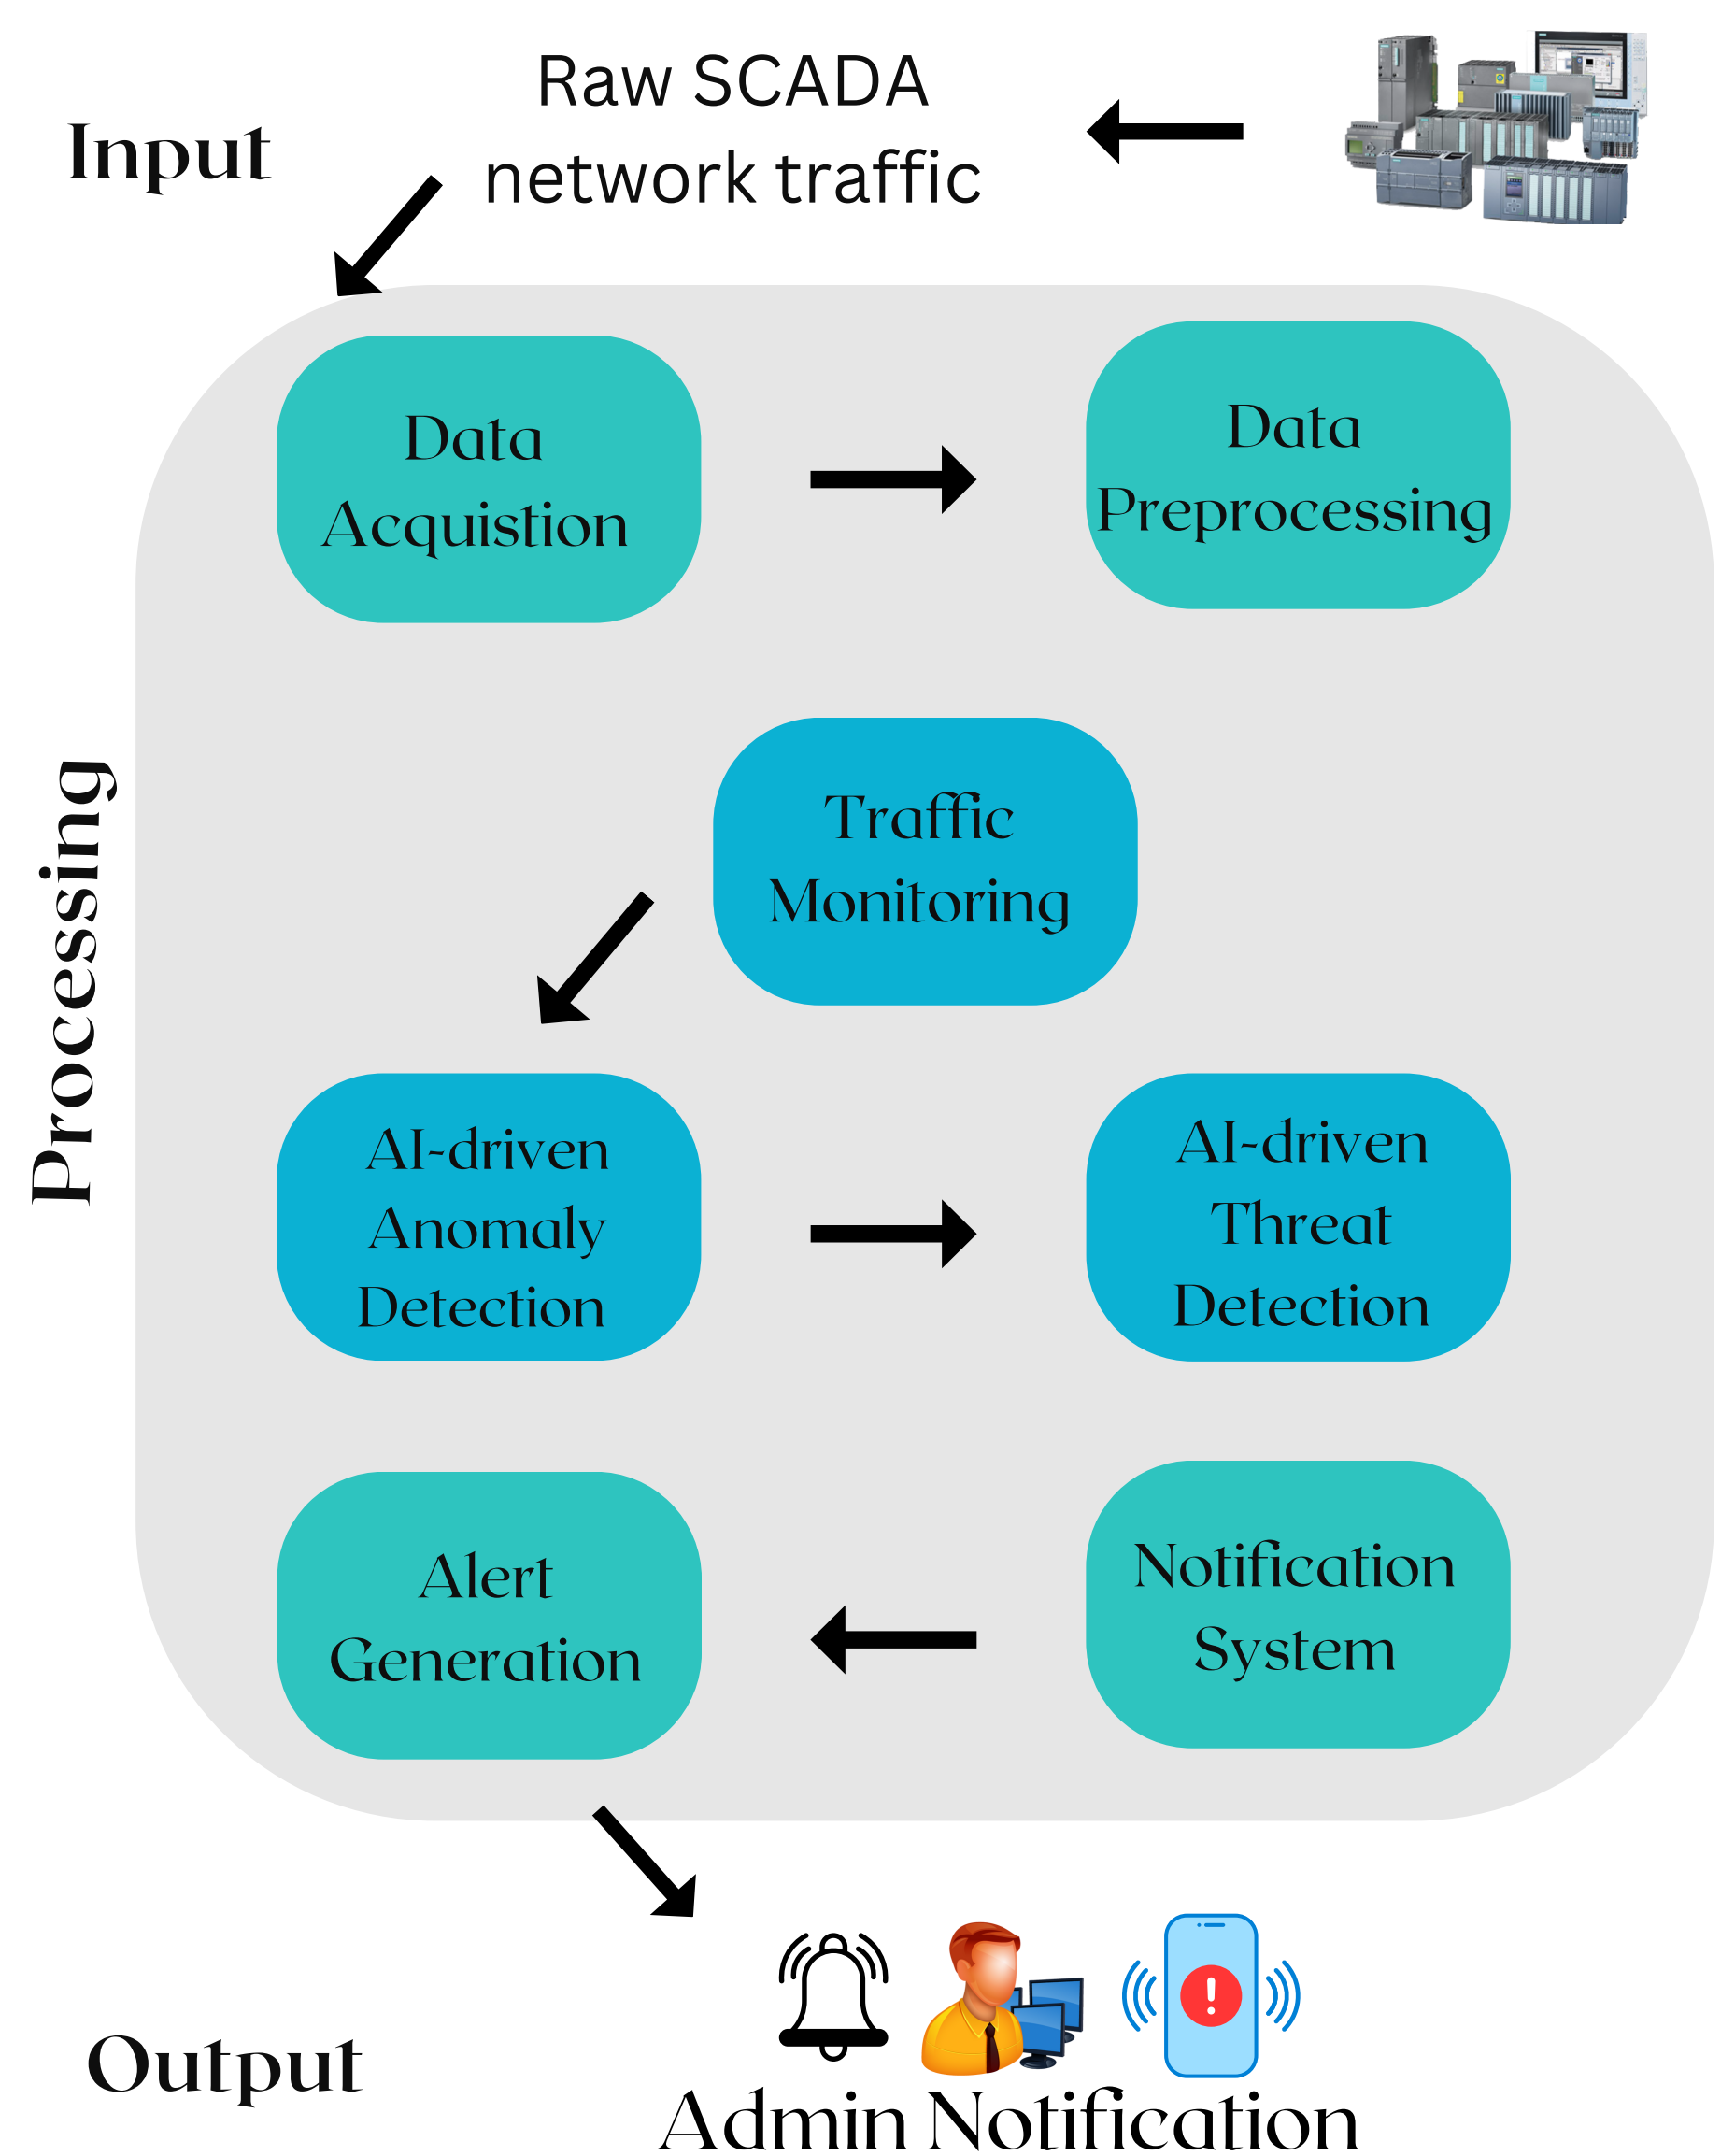 Raw SCADA
network traffic
Input
Data
Acquistion
Data
Preprocessing
Traffic
Monitoring
Processing
AI-driven
Anomaly
Detection
AI-driven
Threat
Detection
Alert
Generation
Notification
System
Output
Admin Notification